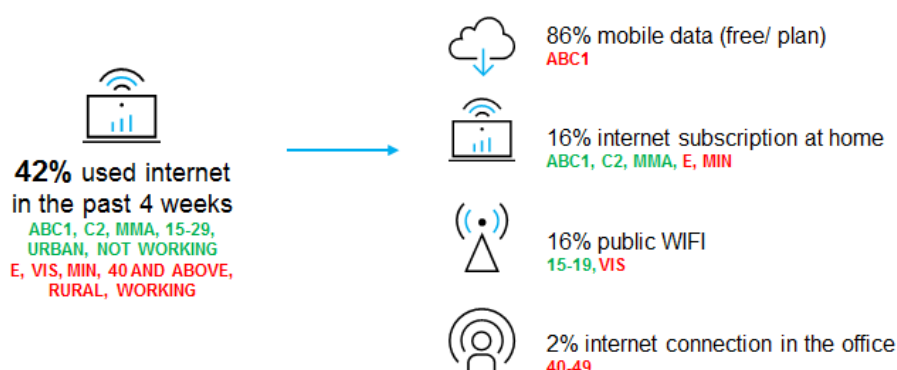 42% used internet
in the past 4 weeks
ABC1, C2, MMA, 15-29,
URBAN, NOT WORKING
E, VIS, MIN, 40 AND ABOVE,
RURAL, WORKING
86% mobile data (free/ plan)
ABC1
16% internet subscription at home
ABC1, C2, MMA, E, MIN
16% public WIFI
15-19, VIS
2% internet connection in the office
40-49